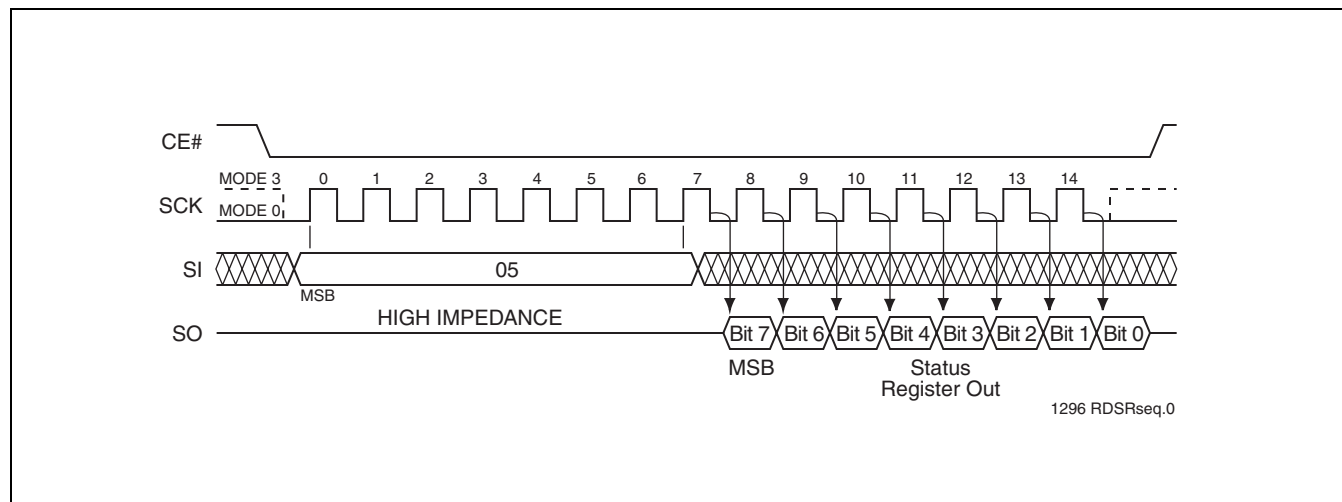 CE#
MODE 3 0 1 2 3 4 5 6 7 8 9 10 11 12 13 14
SCK
MODE 0
SI 05
MSB
HIGH IMPEDANCE
SO Bit 7 Bit 6 Bit 5 Bit 4 Bit 3 Bit 2 Bit 1 Bit 0
MSB Status
Register Out
1296 RDSRseq.0